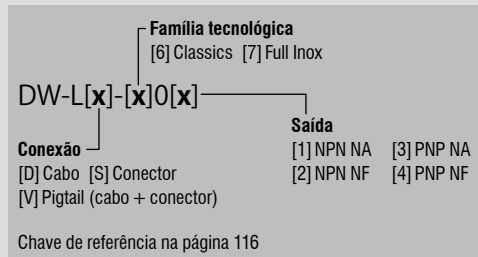 Família tecnológica
[6] Classics [7] Full Inox
DW-L[x]-[x]0[x]
Saída
[1] NPN NA [3] PNP NA
[2] NPN NF [4] PNP NF
Conexão
[D] Cabo [S] Conector
[V] Pigtail (cabo + conector)
Chave de referência na página 116